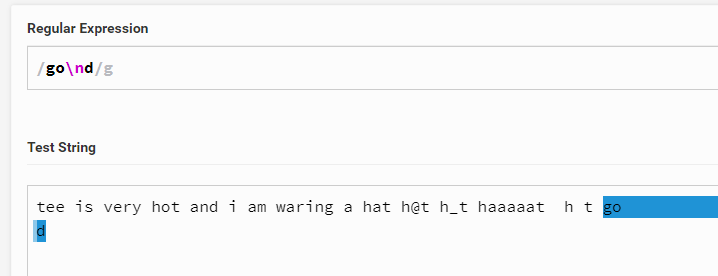 Regular Expression
/go\nd/g
Test String
tee is very hot and i am waring a hat h@t h_t haaaaat  h t go
d